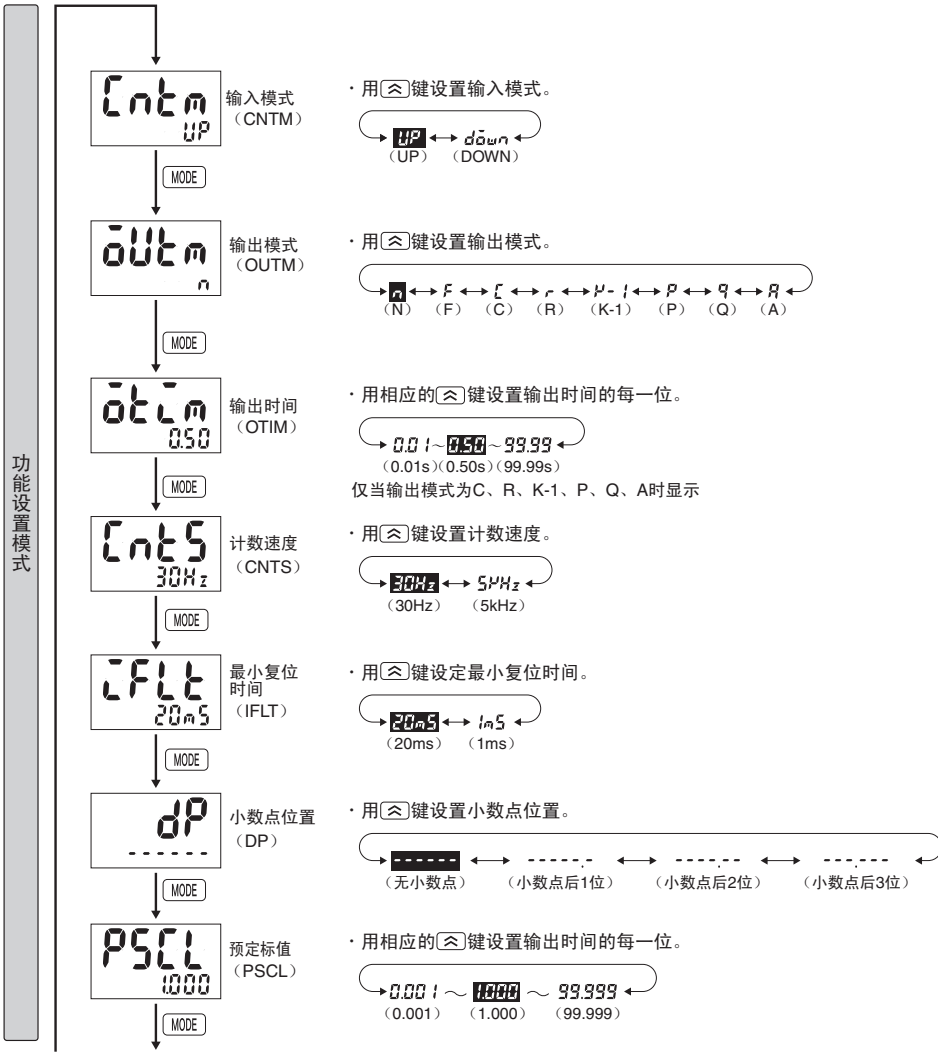 功能设置模式
Cntm
UP
输入模式
（CNTM）
・用键设置输入模式。
UP down
（UP） （DOWN）
MODE
OUtm
n
输出模式
（OUTM）
・用键设置输出模式。
n F C r K-1 P q A
（N） （F） （C） （R） （K-1） （P） （Q） （A）
MODE
otim
0.50
输出时间
（OTIM）
・用相应的键设置输出时间的每一位。
0.01～0.50～99.99
（0.01s）（0.50s）（99.99s）
仅当输出模式为C、R、K-1、P、Q、A时显示
MODE
CntS
30Hz
计数速度
（CNTS）
・用键设置计数速度。
30Hz 5KHz
（30Hz） （5kHz）
MODE
iFLt
20mS
最小复位
时间
（IFLT）
・用键设定最小复位时间。
20mS 1mS
（20ms） （1ms）
MODE
dP
------
小数点位置
（DP）
・用键设置小数点位置。
------ -----.- ----.-- ---.---
（无小数点） （小数点后1位） （小数点后2位） （小数点后3位）
MODE
PSCL
1.000
预定标值
（PSCL）
・用相应的键设置输出时间的每一位。
0.001 ～ 1.000 ～ 99.999
（0.001） （1.000） （99.999）
MODE